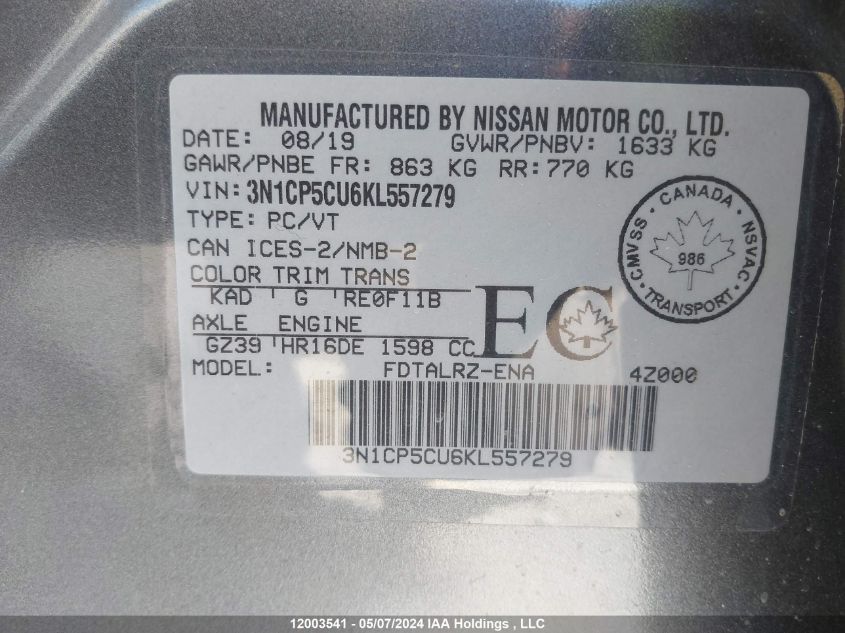 MANUFACTURED BY NISSAN MOTOR CO., LTD.
DATE: 08/19 GVWR/PNBV: 1633 KG
GAWR/PNBE FR: 863 KG RR: 770 KG
VIN: 3N1CP5CU6KL557279
TYPE: PC/VT
CAN ICES-2/NMB-2
COLOR TRIM TRANS
KAD G RE0F11B
AXLE ENGINE
GZ39 HR16DE 1598 CC
MODEL: FDTALRZ-ENA 4Z000
3N1CP5CU6KL557279
EC
CANADA
CMVSS • NSVAC
986
TRANSPORT
12003541 - 05/07/2024 IAA Holdings , LLC